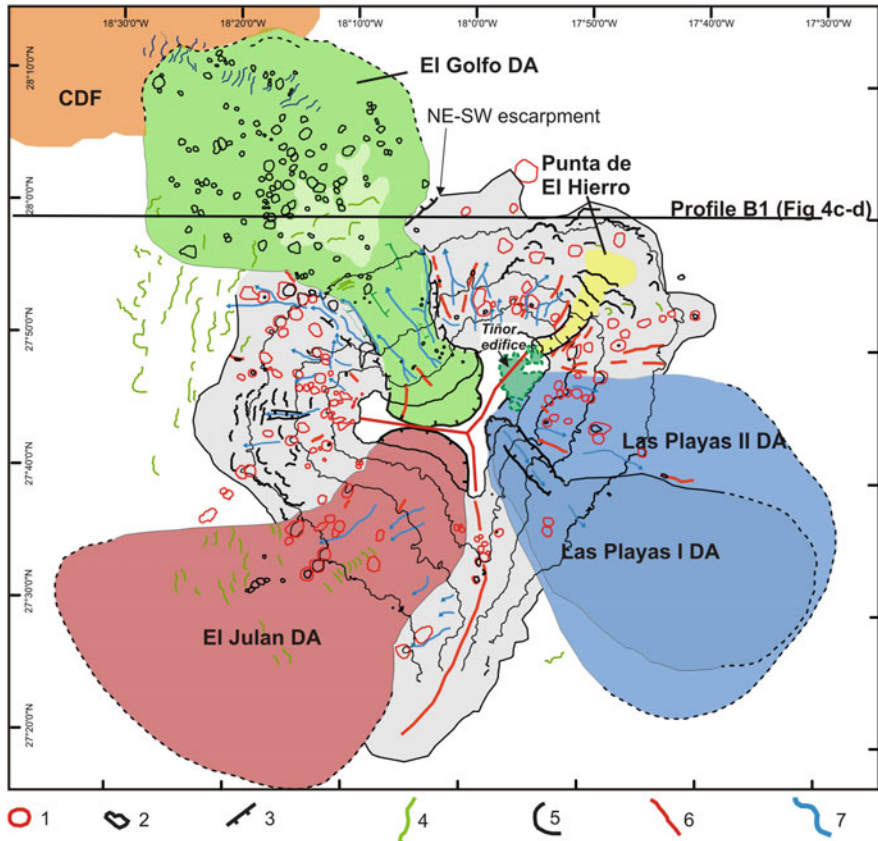 18°30'0"W 18°20'0"W 18°10'0"W 18°0'0"W 17°50'0"W 17°40'0"W 17°30'0"W
28°10'0"N
28°0'0"N
27°50'0"N
27°40'0"N
27°30'0"N
27°20'0"N
CDF
El Golfo DA
NE-SW escarpment
Punta de
El Hierro
Profile B1 (Fig 4c-d)
Tiñor
edifice
Las Playas II DA
Las Playas I DA
El Julan DA
1 2 3 4 5 6 7